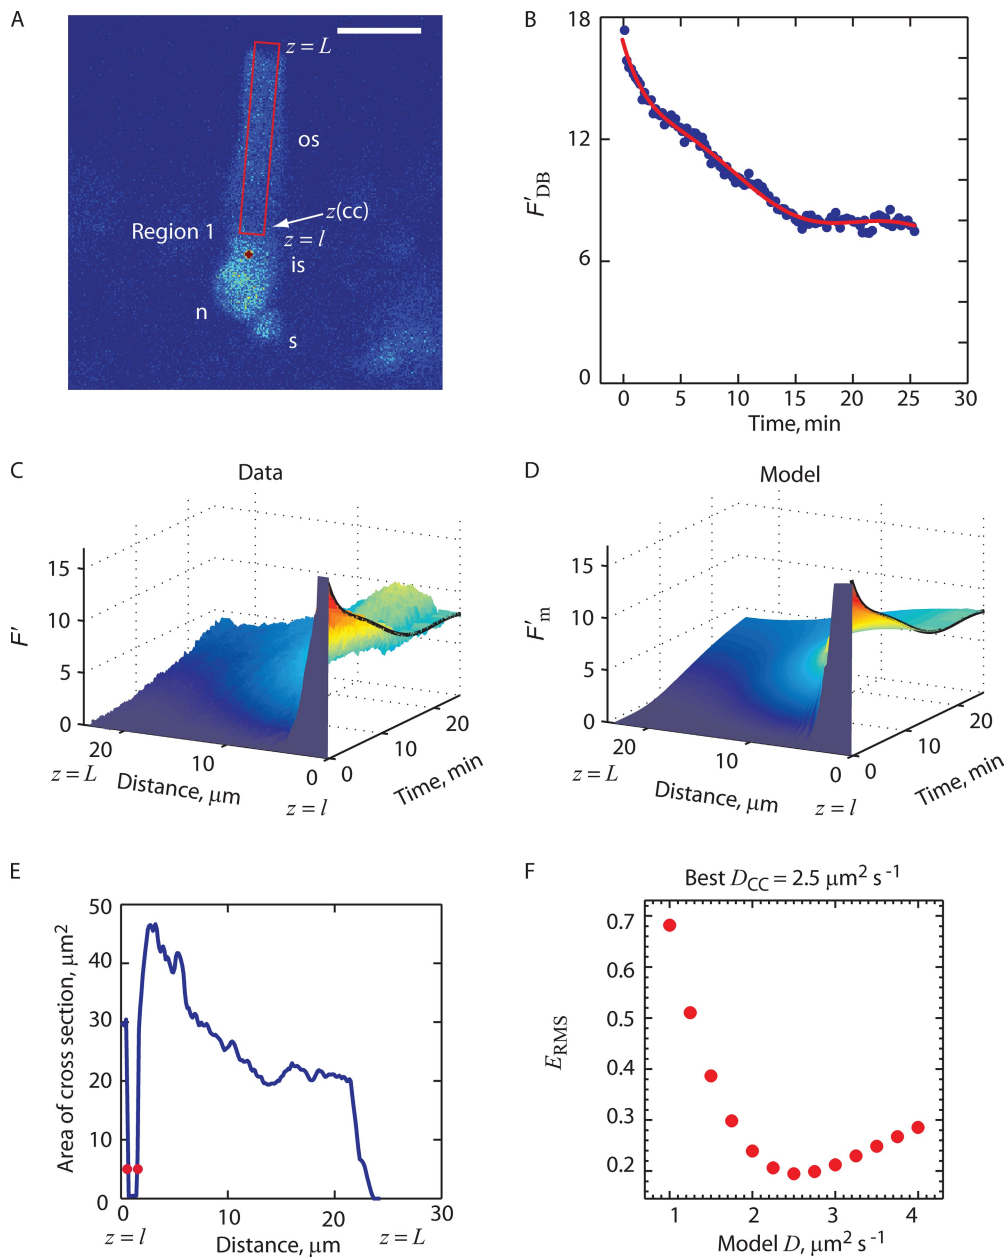 A
z = L
os
z(cc)
Region 1
z = l
is
n
s
B
18
12
6
0
F′DB
0 5 10 15 20 25 30
Time, min
C
Data
15
10
5
0
F′
20
10
0
0
10
20
z = L
Distance, μm
z = l
Time, min
D
Model
15
10
5
0
F′m
20
10
0
0
10
20
z = L
Distance, μm
z = l
Time, min
E
50
40
30
20
10
0
Area of cross section, μm²
0 10 20 30
z = l
Distance, μm
z = L
F
Best DCC = 2.5 μm² s⁻¹
0.7
0.6
0.5
0.4
0.3
0.2
ERMS
1 2 3 4
Model D, μm² s⁻¹